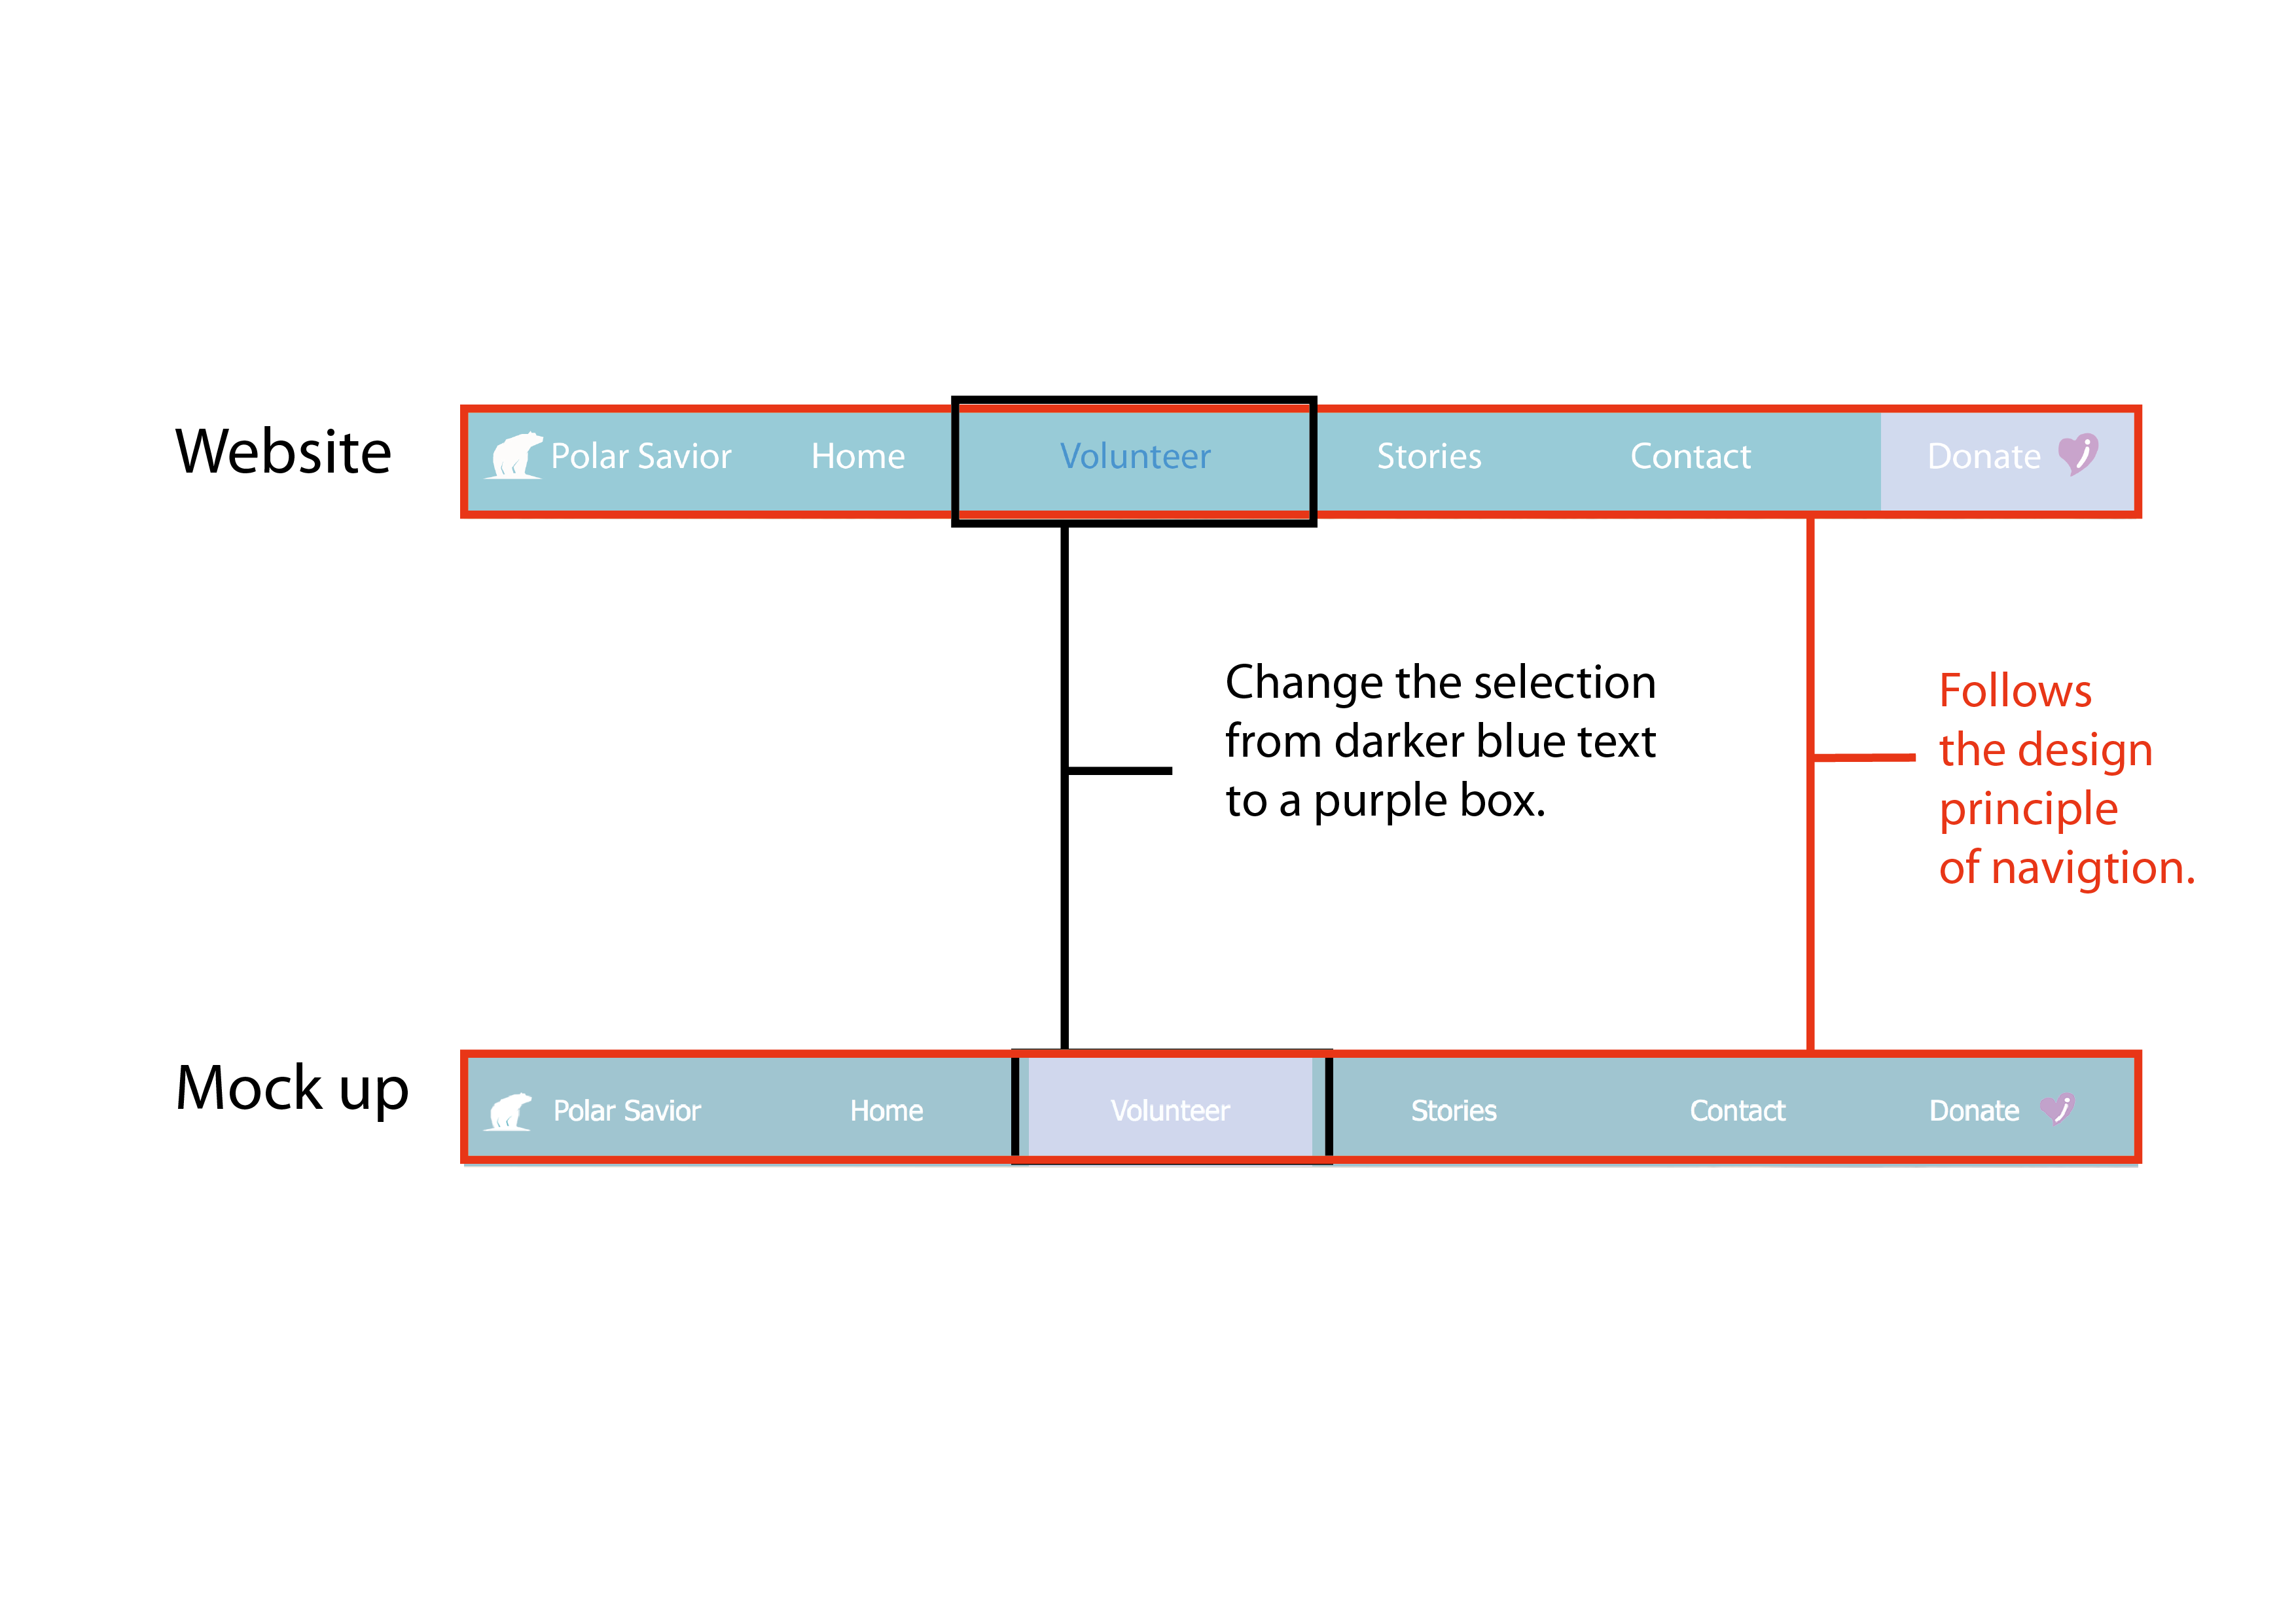 Website
Polar Savior Home Volunteer Stories Contact Donate
Change the selection
from darker blue text
to a purple box.
Follows
the design
principle
of navigtion.
Mock up
Polar Savior Home Volunteer Stories Contact Donate